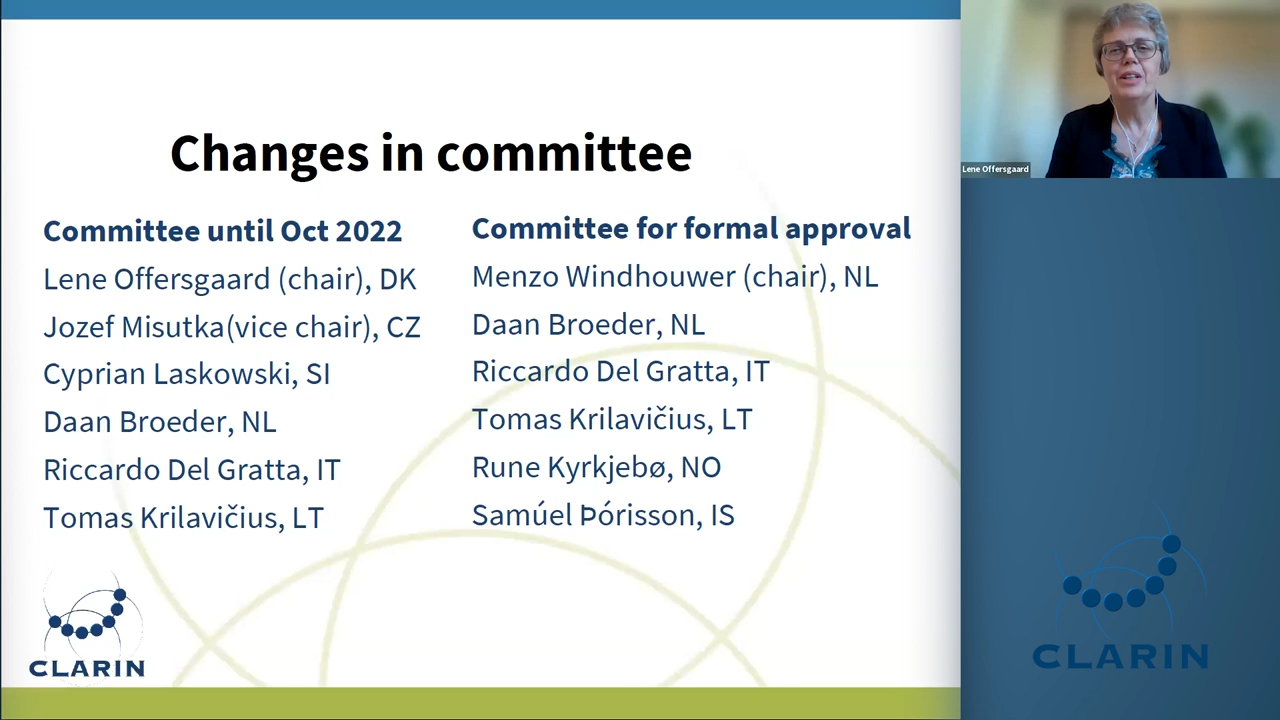 Changes in committee
Committee until Oct 2022
Lene Offersgaard (chair), DK
Jozef Misutka(vice chair), CZ
Cyprian Laskowski, SI
Daan Broeder, NL
Riccardo Del Gratta, IT
Tomas Krilavičius, LT
Committee for formal approval
Menzo Windhouwer (chair), NL
Daan Broeder, NL
Riccardo Del Gratta, IT
Tomas Krilavičius, LT
Rune Kyrkjebø, NO
Samúel Þórisson, IS
CLARIN
Lene Offersgaard
CLARIN